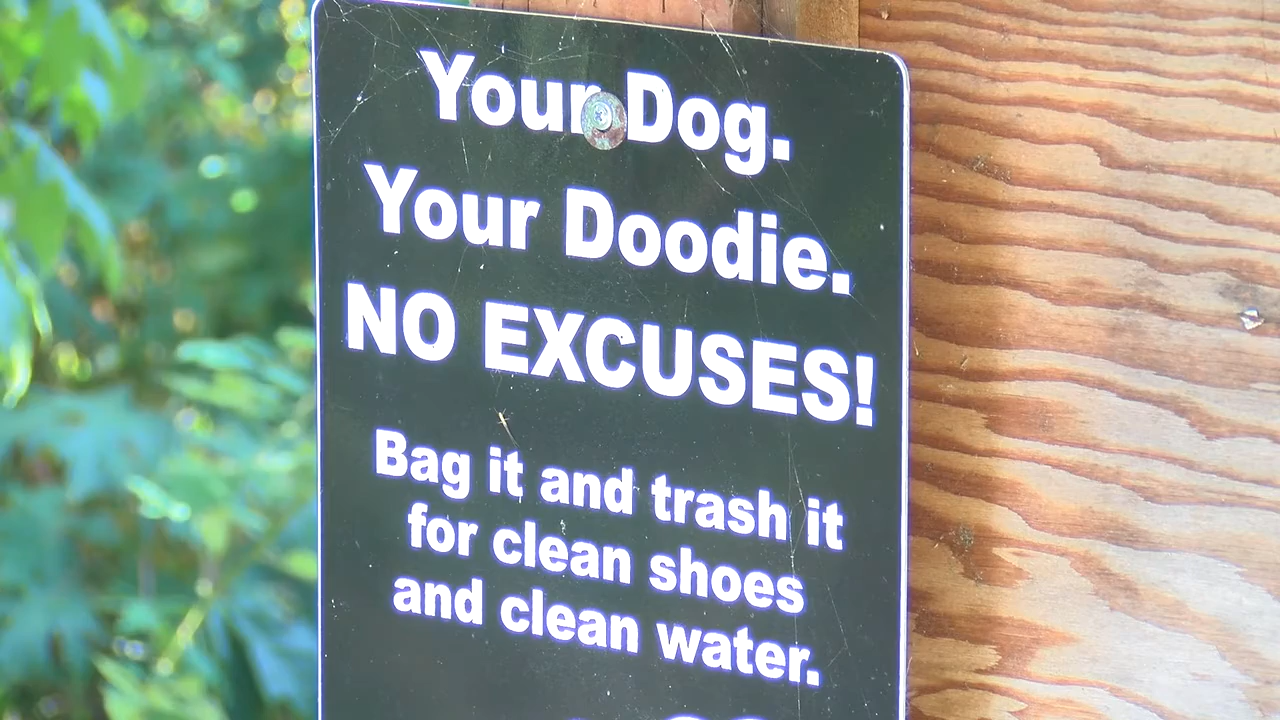 Your Dog.
Your Doodie.
NO EXCUSES!
Bag it and trash it
for clean shoes
and clean water.